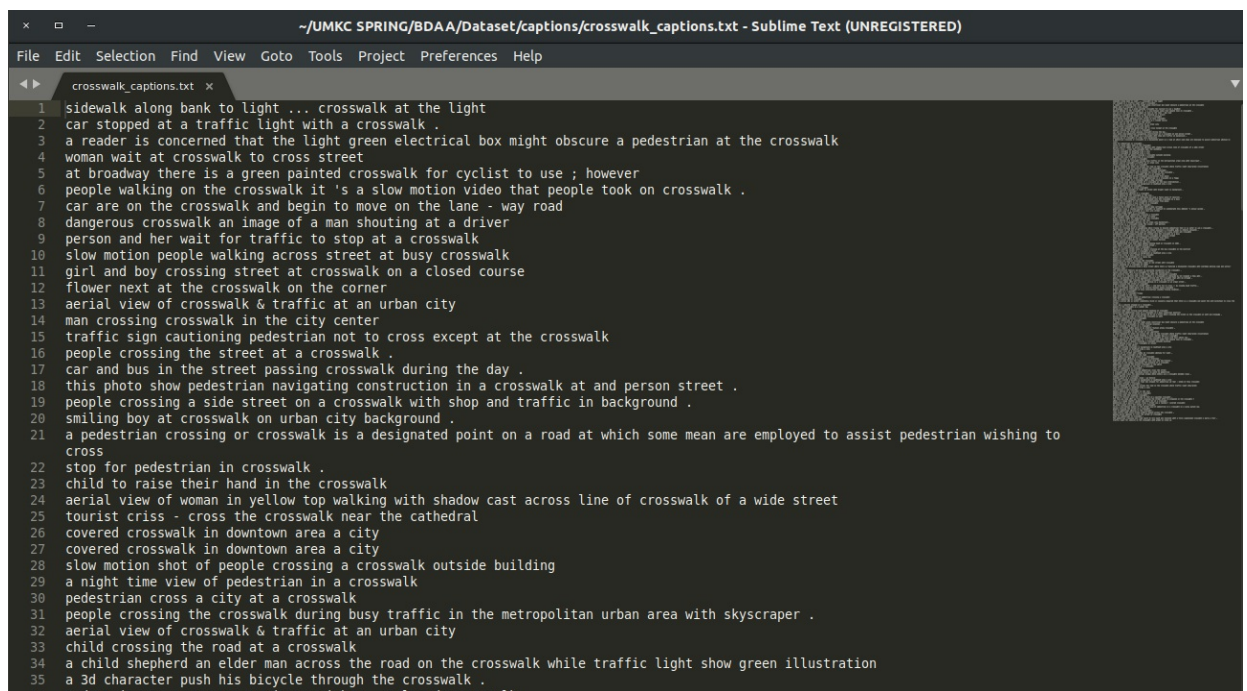 ~/UMKC SPRING/BDAA/Dataset/captions/crosswalk_captions.txt - Sublime Text (UNREGISTERED)
File Edit Selection Find View Goto Tools Project Preferences Help
crosswalk_captions.txt ×
1 sidewalk along bank to light ... crosswalk at the light
2 car stopped at a traffic light with a crosswalk .
3 a reader is concerned that the light green electrical box might obscure a pedestrian at the crosswalk
4 woman wait at crosswalk to cross street
5 at broadway there is a green painted crosswalk for cyclist to use ; however
6 people walking on the crosswalk it 's a slow motion video that people took on crosswalk .
7 car are on the crosswalk and begin to move on the lane - way road
8 dangerous crosswalk an image of a man shouting at a driver
9 person and her wait for traffic to stop at a crosswalk
10 slow motion people walking across street at busy crosswalk
11 girl and boy crossing street at crosswalk on a closed course
12 flower next at the crosswalk on the corner
13 aerial view of crosswalk & traffic at an urban city
14 man crossing crosswalk in the city center
15 traffic sign cautioning pedestrian not to cross except at the crosswalk
16 people crossing the street at a crosswalk .
17 car and bus in the street passing crosswalk during the day .
18 this photo show pedestrian navigating construction in a crosswalk at and person street .
19 people crossing a side street on a crosswalk with shop and traffic in background .
20 smiling boy at crosswalk on urban city background .
21 a pedestrian crossing or crosswalk is a designated point on a road at which some mean are employed to assist pedestrian wishing to
cross
22 stop for pedestrian in crosswalk .
23 child to raise their hand in the crosswalk
24 aerial view of woman in yellow top walking with shadow cast across line of crosswalk of a wide street
25 tourist criss - cross the crosswalk near the cathedral
26 covered crosswalk in downtown area a city
27 covered crosswalk in downtown area a city
28 slow motion shot of people crossing a crosswalk outside building
29 a night time view of pedestrian in a crosswalk
30 pedestrian cross a city at a crosswalk
31 people crossing the crosswalk during busy traffic in the metropolitan urban area with skyscraper .
32 aerial view of crosswalk & traffic at an urban city
33 child crossing the road at a crosswalk
34 a child shepherd an elder man across the road on the crosswalk while traffic light show green illustration
35 a 3d character push his bicycle through the crosswalk .